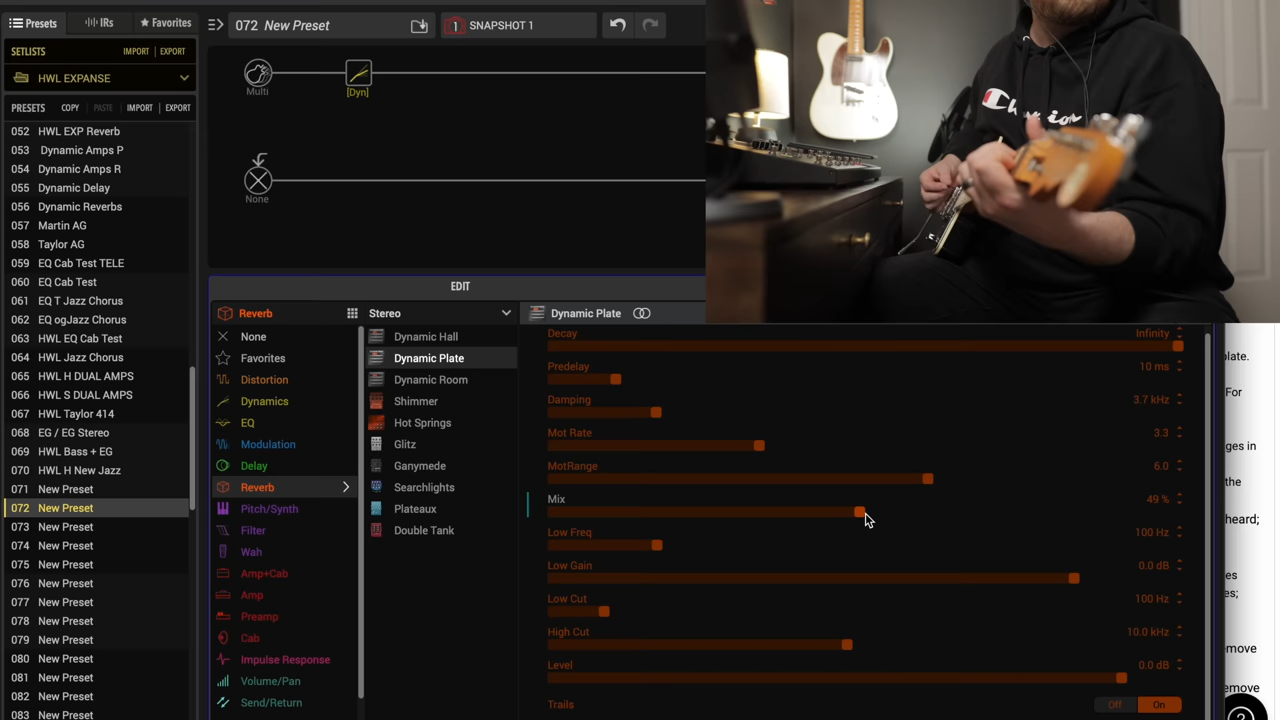 Presets
IRs
Favorites
SETLISTS
IMPORT
EXPORT
HWL EXPANSE
PRESETS
COPY
PASTE
IMPORT
EXPORT
052 HWL EXP Reverb
053 Dynamic Amps P
054 Dynamic Amps R
055 Dynamic Delay
056 Dynamic Reverbs
057 Martin AG
058 Taylor AG
059 EQ Cab Test TELE
060 EQ Cab Test
061 EQ T Jazz Chorus
062 EQ ogJazz Chorus
063 HWL EQ Cab Test
064 HWL Jazz Chorus
065 HWL H DUAL AMPS
066 HWL S DUAL AMPS
067 HWL Taylor 414
068 EG / EG Stereo
069 HWL Bass + EG
070 HWL H New Jazz
071 New Preset
072 New Preset
073 New Preset
074 New Preset
075 New Preset
076 New Preset
077 New Preset
078 New Preset
079 New Preset
080 New Preset
081 New Preset
082 New Preset
083 New Preset
072 New Preset
1 SNAPSHOT 1
Multi
[Dyn]
None
EDIT
Reverb
None
Favorites
Distortion
Dynamics
EQ
Modulation
Delay
Reverb
Pitch/Synth
Filter
Wah
Amp+Cab
Amp
Preamp
Cab
Impulse Response
Volume/Pan
Send/Return
Stereo
Dynamic Hall
Dynamic Plate
Dynamic Room
Shimmer
Hot Springs
Glitz
Ganymede
Searchlights
Plateaux
Double Tank
Dynamic Plate
Decay Infinity
Predelay 10 ms
Damping 3.7 kHz
Mot Rate 3.3
MotRange 6.0
Mix 49 %
Low Freq 100 Hz
Low Gain 0.0 dB
Low Cut 100 Hz
High Cut 10.0 kHz
Level 0.0 dB
Trails Off On
Champion
plate.
For
ges in
the
heard;
es
es;
move
emove
?